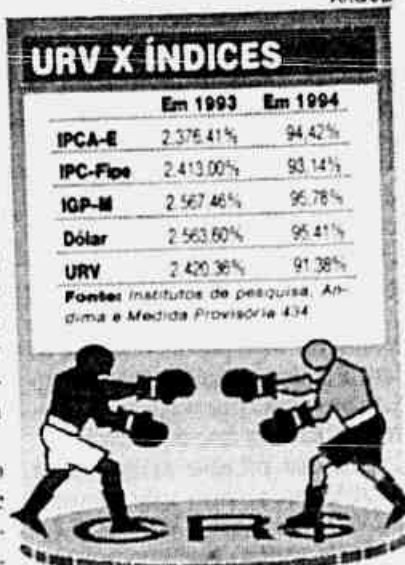 URV X ÍNDICES
Em 1993 Em 1994
IPCA-E 2.376.41% 94,42%
IPC-Fipe 2.413.00% 93.14%
IGP-M 2.567.46% 95,78%
Dólar 2.563,60% 95.41%
URV 2.420.36% 91.38%
Fonte: Institutos de pesquisa, An-
dima e Medida Provisória 434
CR$